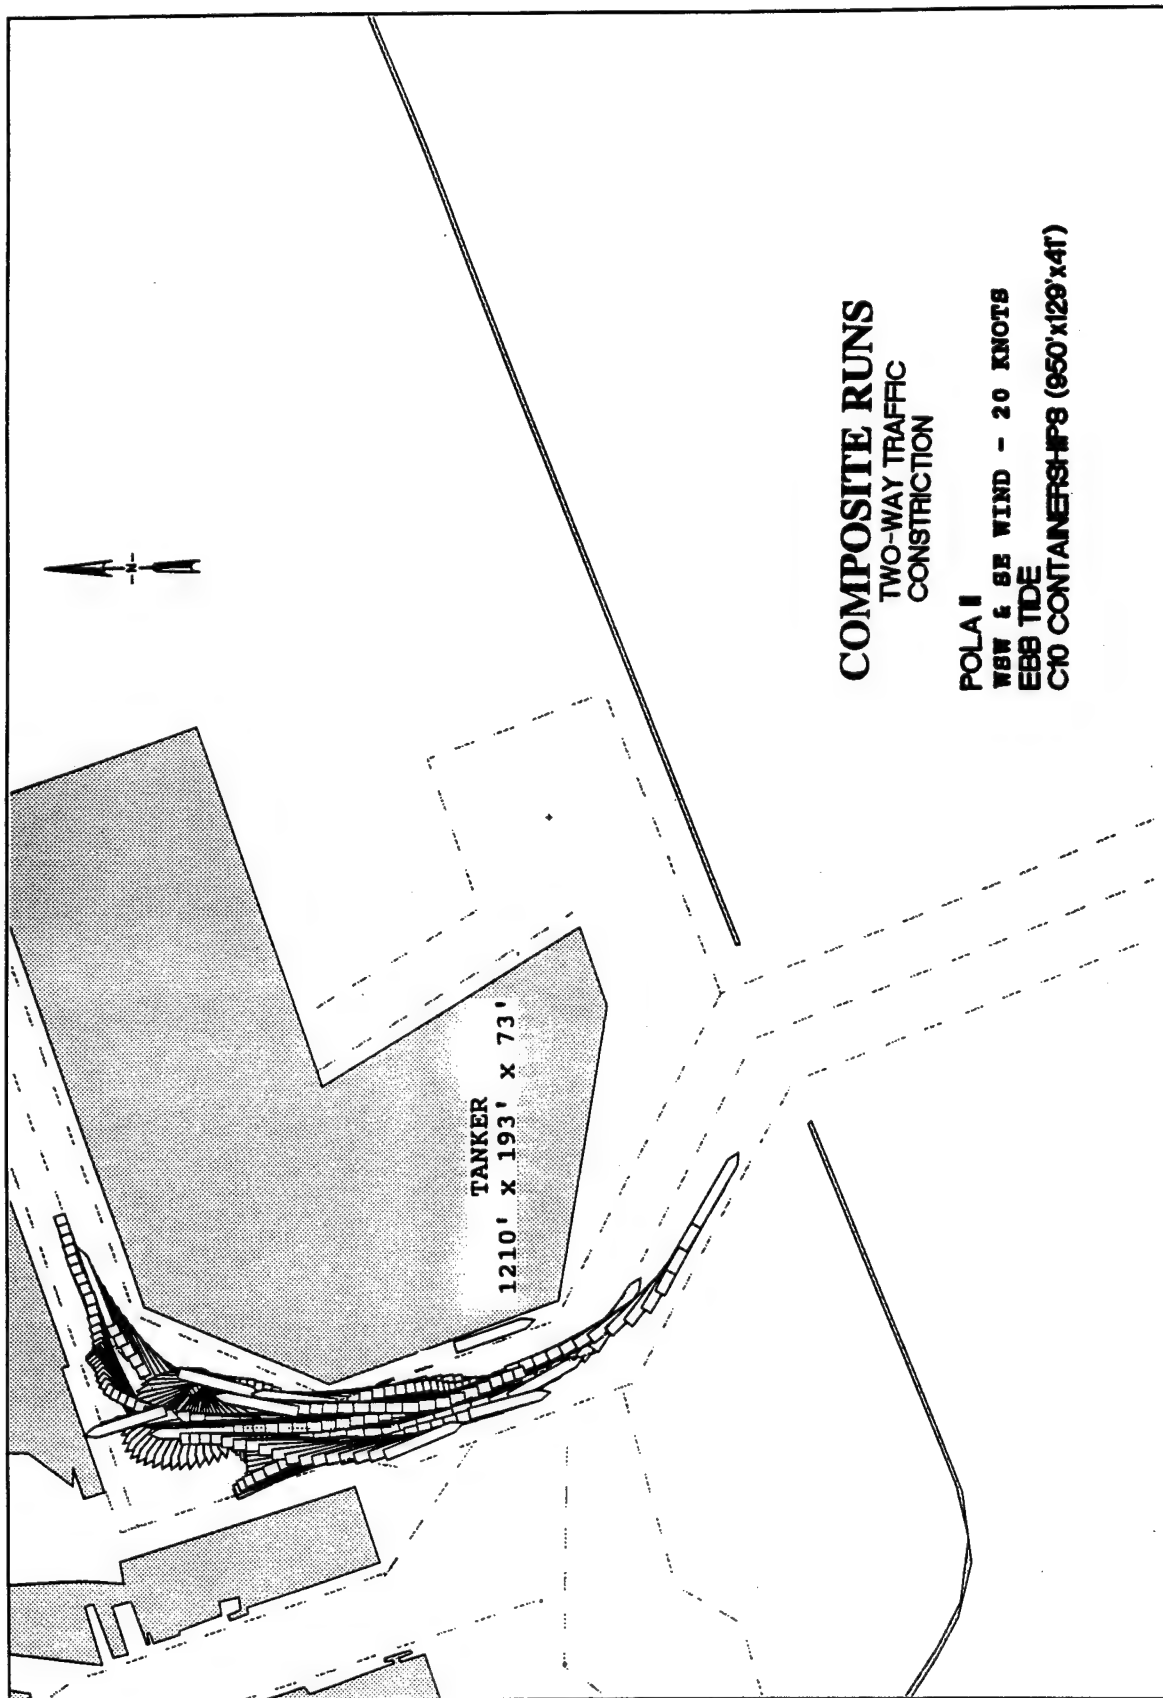 COMPOSITE RUNS
TWO-WAY TRAFFIC
CONSTRICTION
POLA II
WSW & SE WIND - 20 KNOTS
EBB TIDE
C10 CONTAINERSHIPS (950'x129'x41')
TANKER
1210' x 193' x 73'
-N-